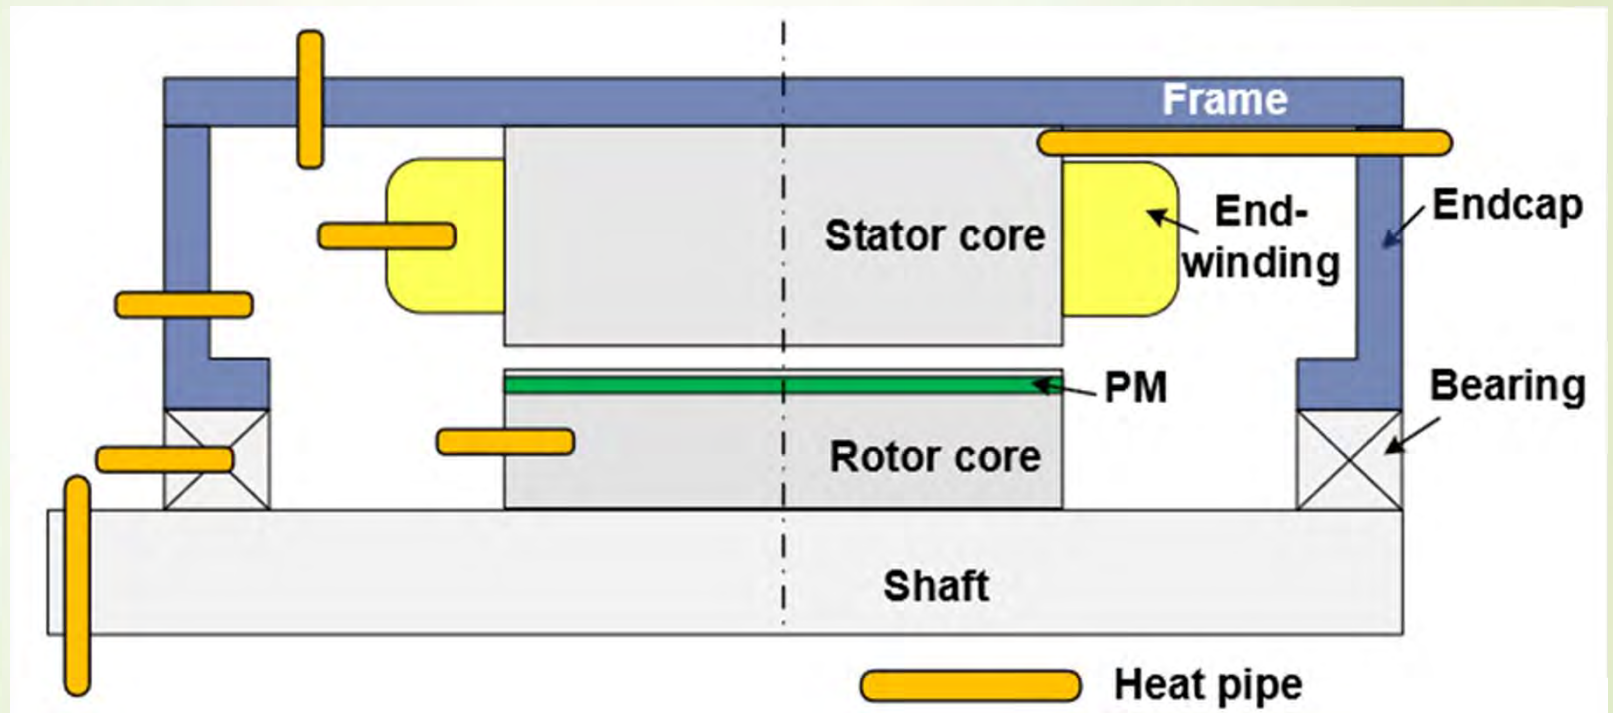 Frame
Endcap
End-
winding
Stator core
PM
Bearing
Rotor core
Shaft
Heat pipe